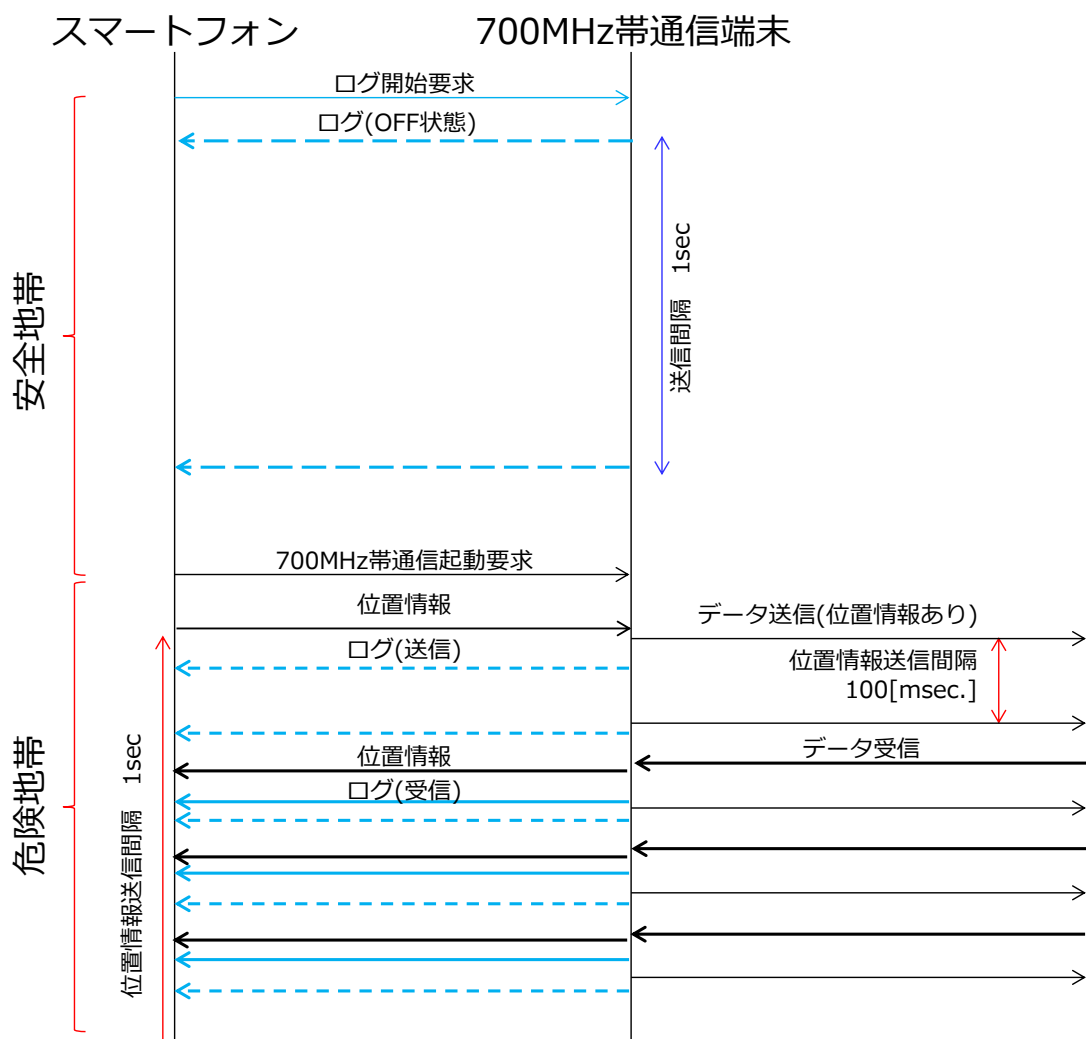 スマートフォン
700MHz帯通信端末
ログ開始要求
ログ(OFF状態)
送信間隔 1sec
安全地帯
700MHz帯通信起動要求
位置情報
データ送信(位置情報あり)
ログ(送信)
位置情報送信間隔
100[msec.]
データ受信
位置情報
ログ(受信)
危険地帯
位置情報送信間隔 1sec